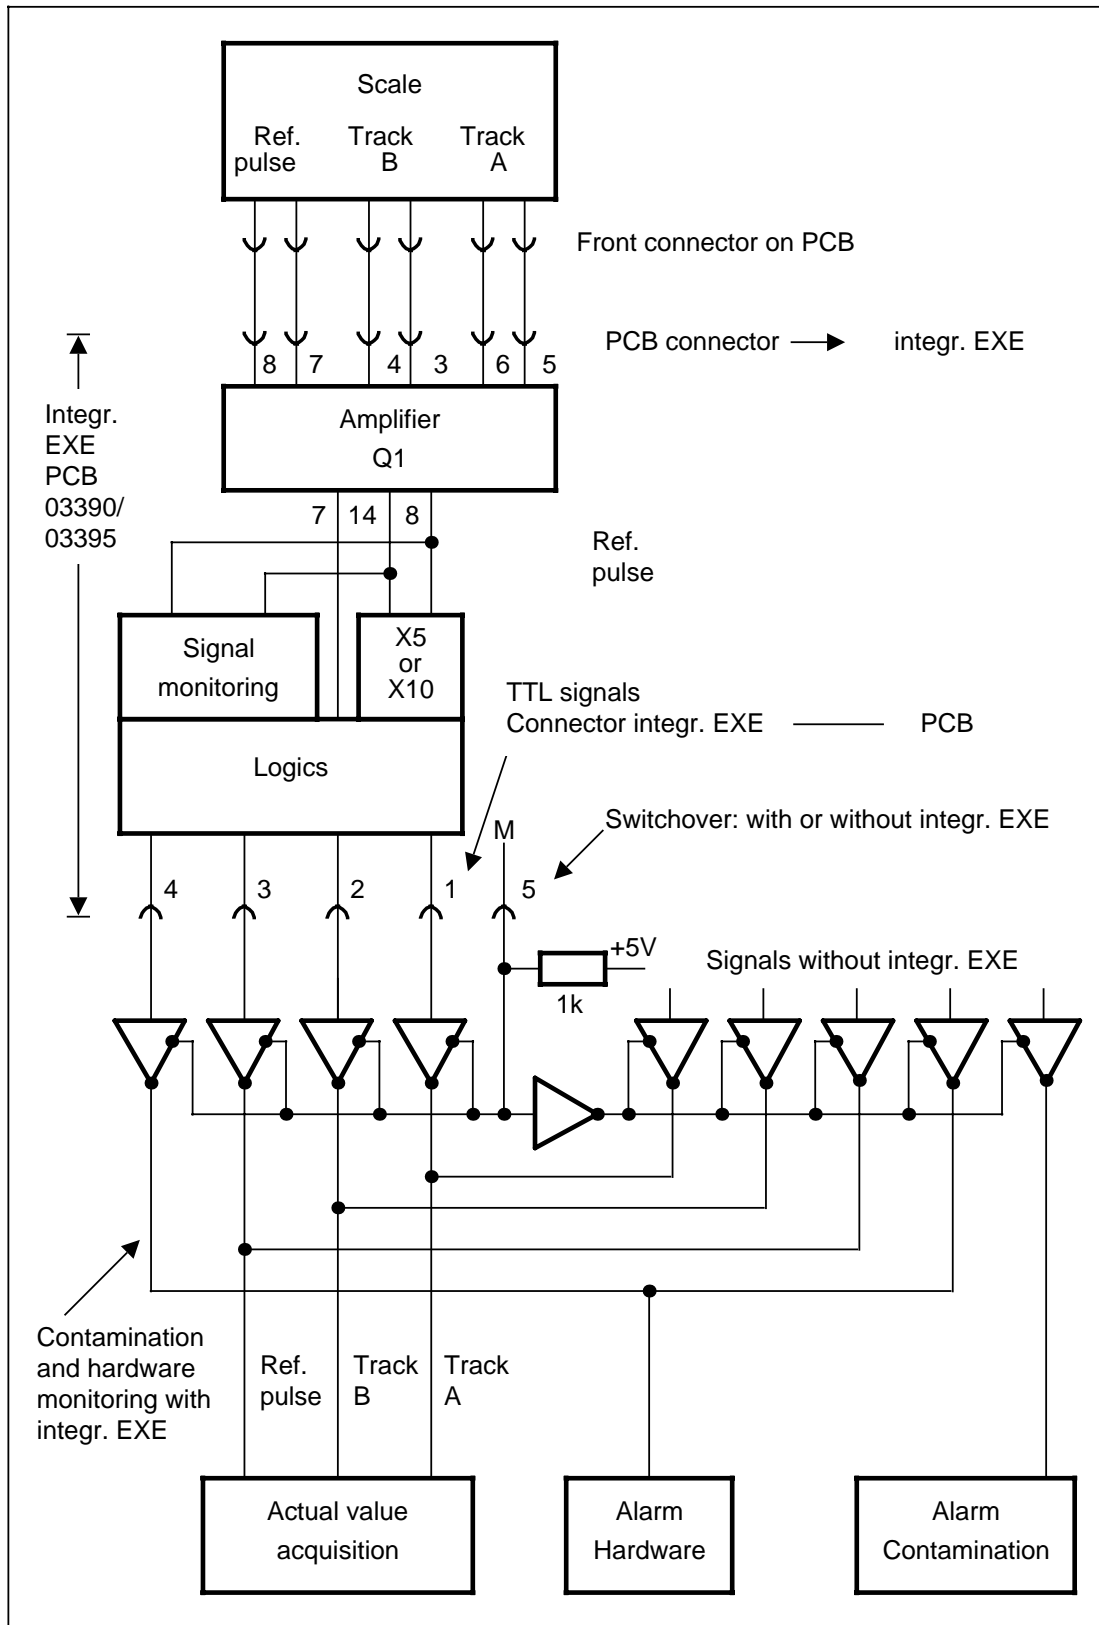 Scale
Ref. Track Track
pulse B A
Front connector on PCB
PCB connector integr. EXE
8 7 4 3 6 5
Integr.
EXE
PCB
03390/
03395
Amplifier
Q1
7 14 8
Ref.
pulse
Signal
monitoring
X5
or
X10
TTL signals
Connector integr. EXE PCB
Logics
Switchover: with or without integr. EXE
M
4 3 2 1 5
+5V
1k
Signals without integr. EXE
Contamination
and hardware
monitoring with
integr. EXE
Ref. Track Track
pulse B A
Actual value
acquisition
Alarm
Hardware
Alarm
Contamination